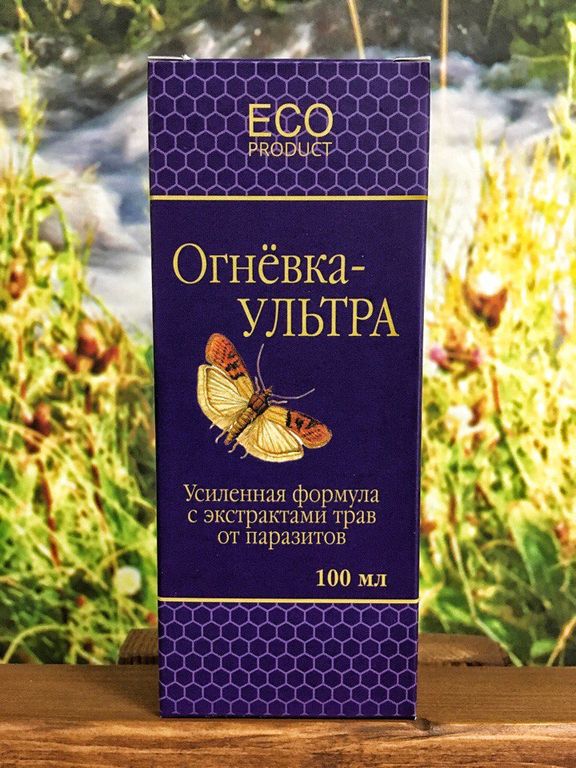 ECO
PRODUCT
Огнёвка-
УЛЬТРА
Усиленная формула
с экстрактами трав
от паразитов
100 мл